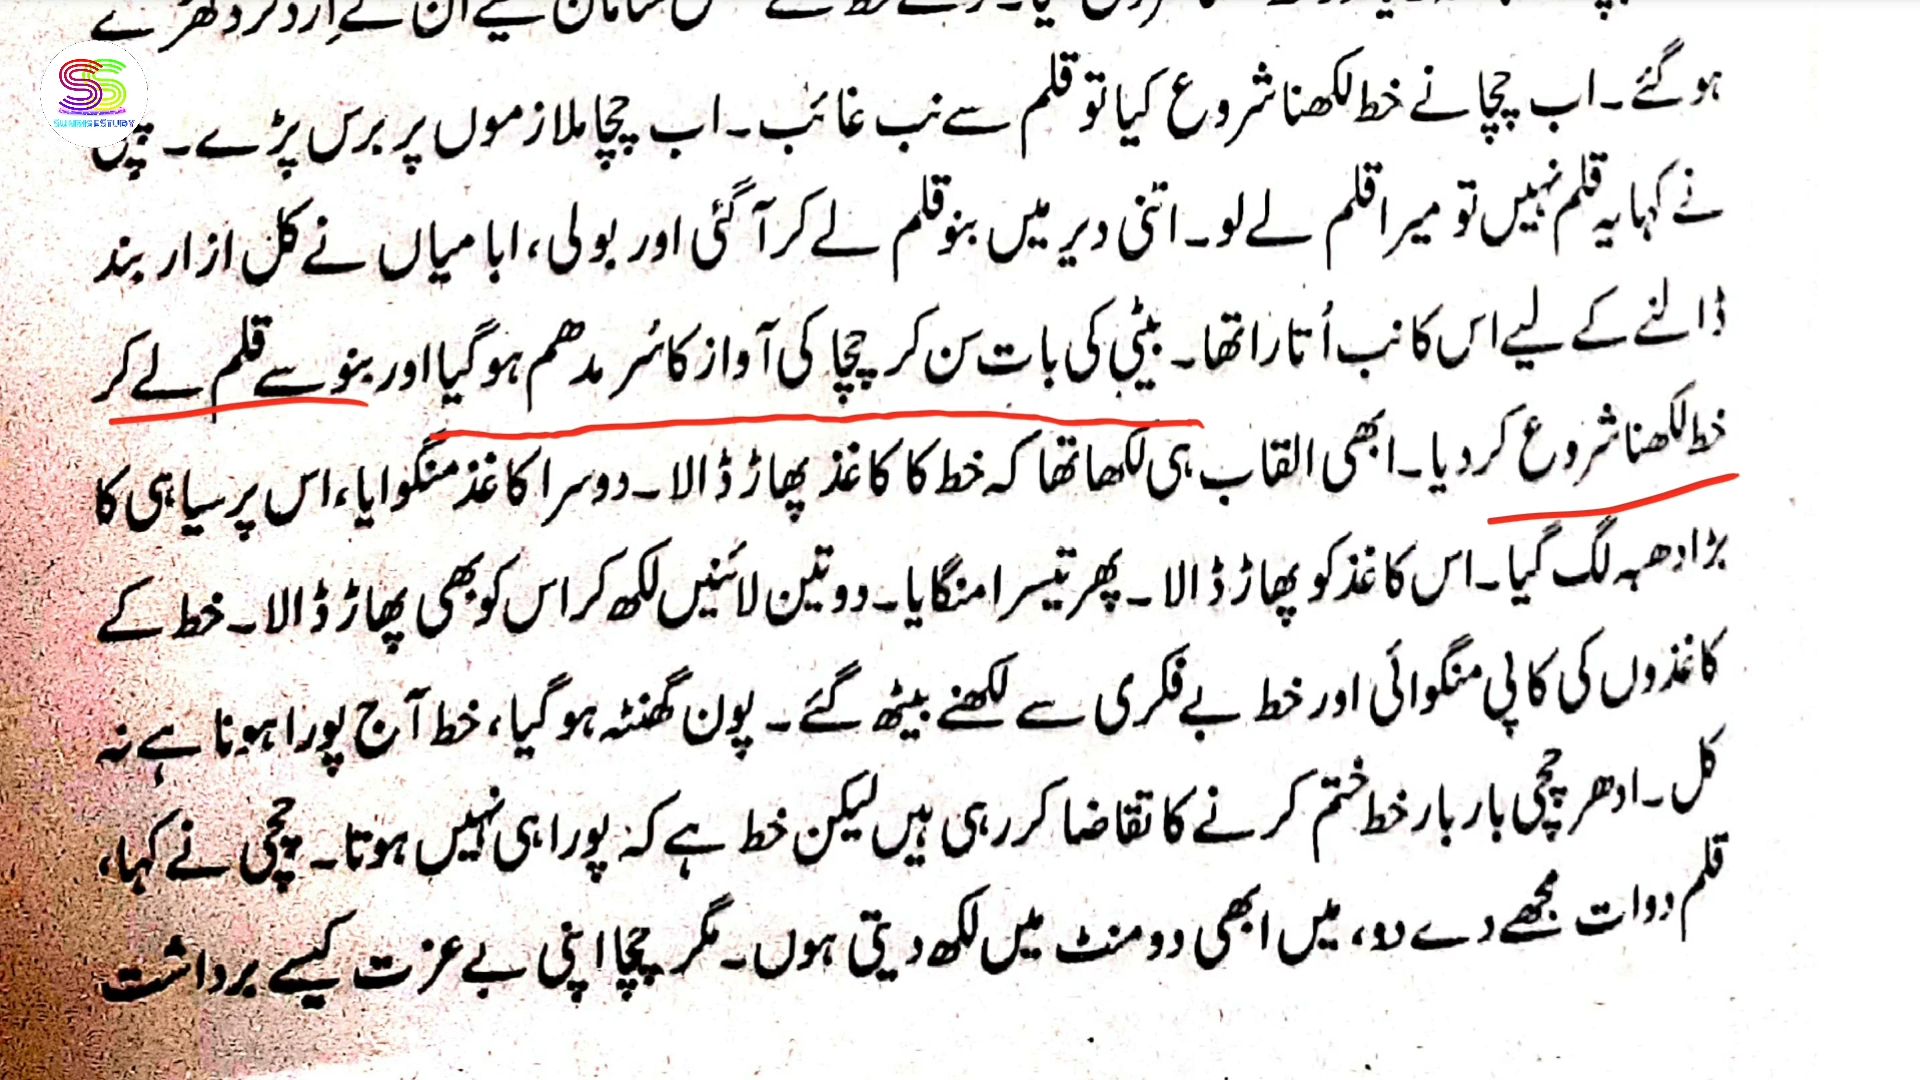 ہو گئے۔ اب چچا نے خط لکھنا شروع کیا تو قلم سے نب غائب۔ اب چچا ملازموں پر برس پڑے۔
نے کہا یہ قلم نہیں تو میرا قلم لے لو۔ اتنی دیر میں بنو قلم لے کر آ گئی اور بولی، ابا میاں نے کل ازار بند
ڈالنے کے لیے اس کا نب اُتارا تھا۔ بیٹی کی بات سن کر چچا کی آواز کا سُر مدھم ہو گیا اور بنو سے قلم لے کر
خط لکھنا شروع کر دیا۔ ابھی القاب ہی لکھا تھا کہ خط کا کاغذ پھاڑ ڈالا۔ دوسرا کاغذ منگوایا، اس پر سیاہی کا
بڑا دھبہ لگ گیا۔ اس کاغذ کو پھاڑ ڈالا۔ پھر تیسرا منگایا۔ دو تین لائنیں لکھ کر اس کو بھی پھاڑ ڈالا۔ خط کے
کاغذوں کی کاپی منگوائی اور خط بے فکری سے لکھنے بیٹھ گئے۔ پون گھنٹہ ہو گیا، خط آج پورا ہونا ہے نہ
کل۔ ادھر چچی بار بار خط ختم کرنے کا تقاضا کر رہی ہیں لیکن خط ہے کہ پورا ہی نہیں ہوتا۔ چچی نے کہا،
قلم دوات مجھے دے دو، میں ابھی دو منٹ میں لکھ دیتی ہوں۔ مگر چچا اپنی بے عزت کیسے برداشت